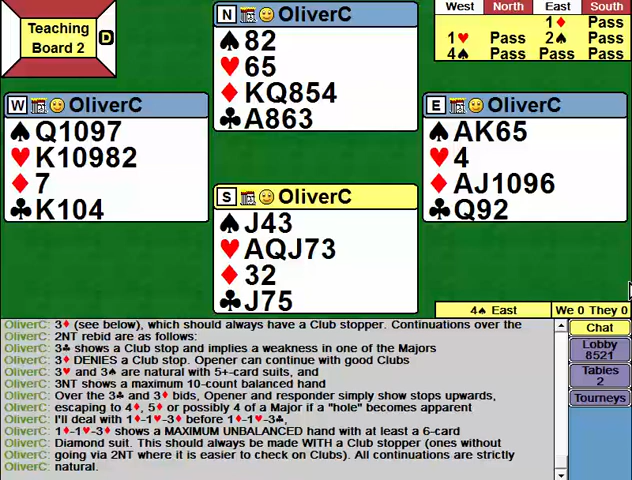 Teaching
Board 2
D
N OliverC
♠82
♥65
♦KQ854
♣A863
West North East South
1♦ Pass
1♥ Pass 2♠ Pass
4♠ Pass Pass Pass
W OliverC
♠Q1097
♥K10982
♦7
♣K104
E OliverC
♠AK65
♥4
♦AJ1096
♣Q92
S OliverC
♠J43
♥AQJ73
♦32
♣J75
4♠ East We 0 They 0
OliverC: 3♦ (see below), which should always have a Club stopper. Continuations over the
OliverC: 2NT rebid are as follows:
OliverC: 3♣ shows a Club stop and implies a weakness in one of the Majors
OliverC: 3♦ DENIES a Club stop. Opener can continue with good Clubs
OliverC: 3♥ and 3♠ are natural with 5+-card suits, and
OliverC: 3NT shows a maximum 10-count balanced hand
OliverC: Over the 3♣ and 3♦ bids, Opener and responder simply show stops upwards,
OliverC: escaping to 4♦, 5♦ or possibly 4 of a Major if a "hole" becomes apparent
OliverC: I'll deal with 1♦-1♥-3♦ before 1♦-1♥-3♣,
OliverC: 1♦-1♥-3♦ shows a MAXIMUM UNBALANCED hand with at least a 6-card
OliverC: Diamond suit. This should always be made WITH a Club stopper (ones without
OliverC: going via 2NT where it is easier to check on Clubs). All continuations are strictly
OliverC: natural.
Chat
Lobby
8521
Tables
2
Tourneys